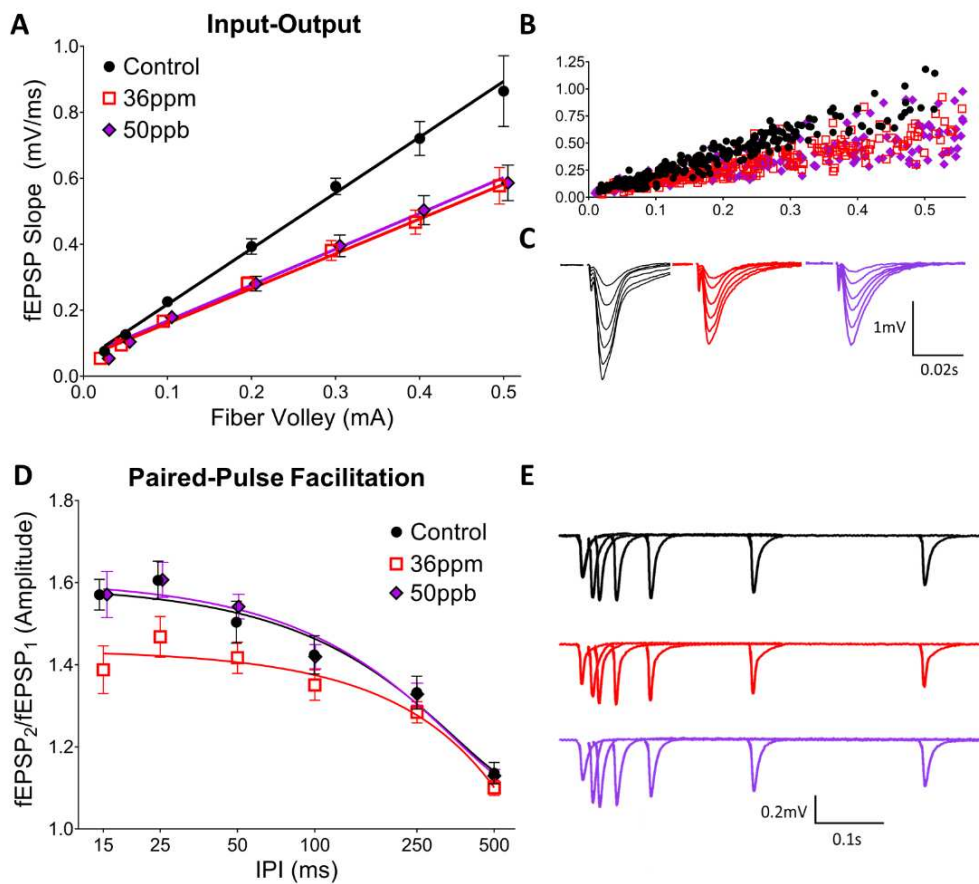 A
Input-Output
fEPSP Slope (mV/ms)
1.0
0.8
0.6
0.4
0.2
0.0
Control
36ppm
50ppb
0.0 0.1 0.2 0.3 0.4 0.5
Fiber Volley (mA)
B
1.25
1.00
0.75
0.50
0.25
0.00
0.0 0.1 0.2 0.3 0.4 0.5
C
1mV
0.02s
D
Paired-Pulse Facilitation
fEPSP2/fEPSP1 (Amplitude)
1.8
1.6
1.4
1.2
1.0
Control
36ppm
50ppb
15 25 50 100 250 500
IPI (ms)
E
0.2mV
0.1s